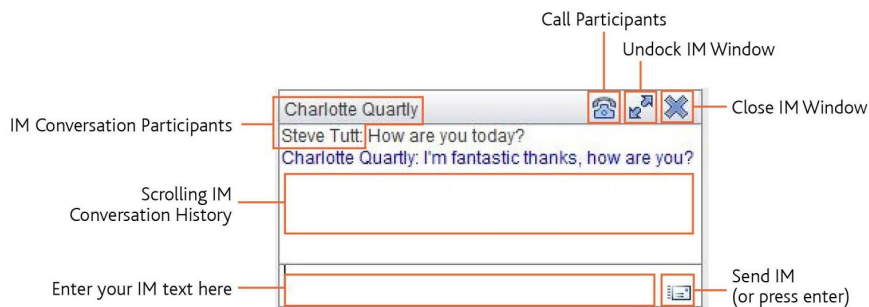 Call Participants
Undock IM Window
Charlotte Quartly
Close IM Window
IM Conversation Participants
Steve Tutt: How are you today?
Charlotte Quartly: I'm fantastic thanks, how are you?
Scrolling IM
Conversation History
Enter your IM text here
Send IM
(or press enter)